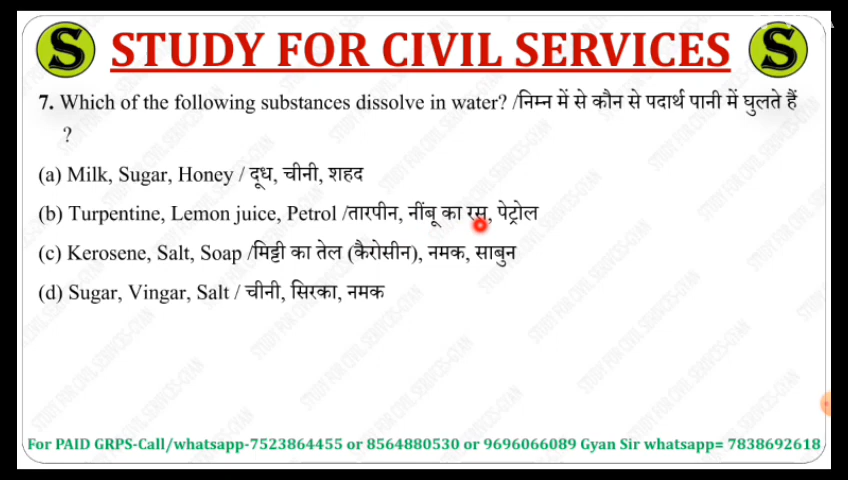 S STUDY FOR CIVIL SERVICES S
7. Which of the following substances dissolve in water? /निम्न में से कौन से पदार्थ पानी में घुलते हैं
?
(a) Milk, Sugar, Honey / दूध, चीनी, शहद
(b) Turpentine, Lemon juice, Petrol /तारपीन, नींबू का रस, पेट्रोल
(c) Kerosene, Salt, Soap /मिट्टी का तेल (कैरोसीन), नमक, साबुन
(d) Sugar, Vingar, Salt / चीनी, सिरका, नमक
For PAID GRPS-Call/whatsapp-7523864455 or 8564880530 or 9696066089 Gyan Sir whatsapp= 7838692618